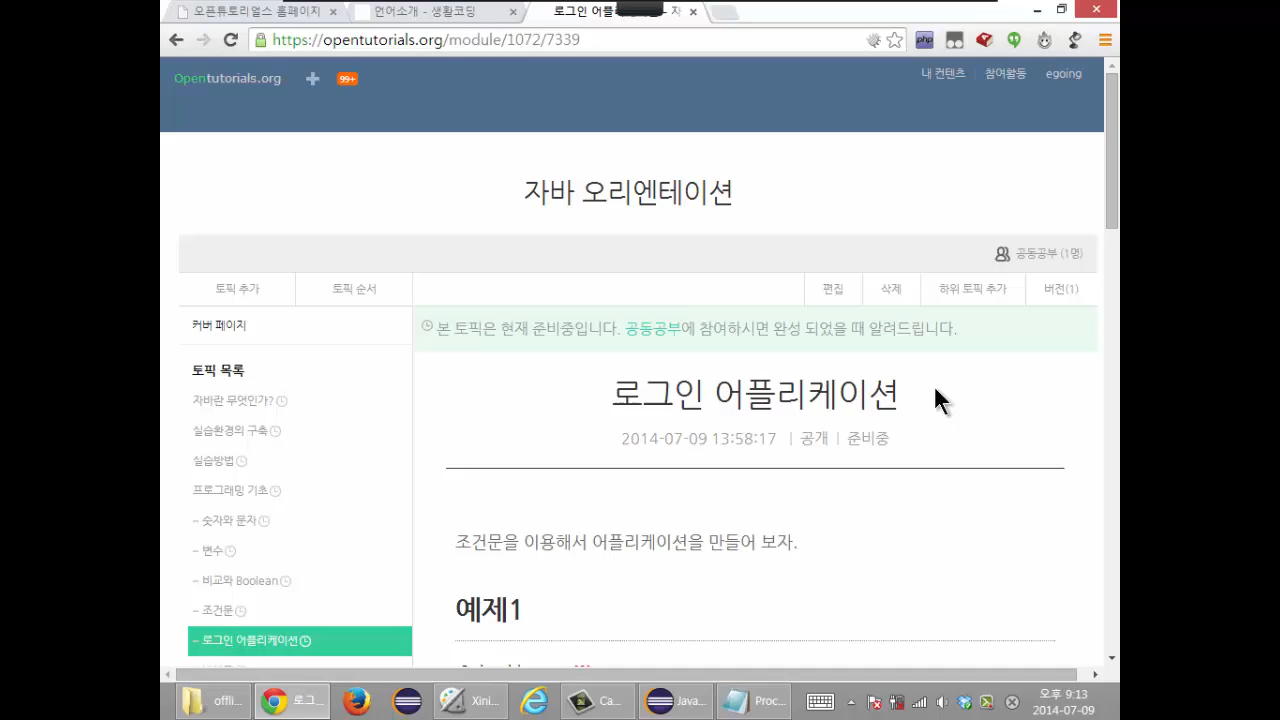 오픈튜토리얼스 홈페이지
언어소개 - 생활코딩
로그인 어플
https://opentutorials.org/module/1072/7339
Opentutorials.org
99+
내 컨텐츠
참여활동
egoing
자바 오리엔테이션
공동공부 (1명)
토픽 추가
토픽 순서
편집
삭제
하위 토픽 추가
버전(1)
커버 페이지
본 토픽은 현재 준비중입니다. 공동공부에 참여하시면 완성 되었을 때 알려드립니다.
토픽 목록
자바란 무엇인가?
실습환경의 구축
실습방법
프로그래밍 기초
– 숫자와 문자
– 변수
– 비교와 Boolean
– 조건문
– 로그인 어플리케이션
로그인 어플리케이션
2014-07-09 13:58:17 | 공개 | 준비중
조건문을 이용해서 어플리케이션을 만들어 보자.
예제1
offli...
로그...
Xini...
Ca...
Java...
Proc...
오후 9:13
2014-07-09